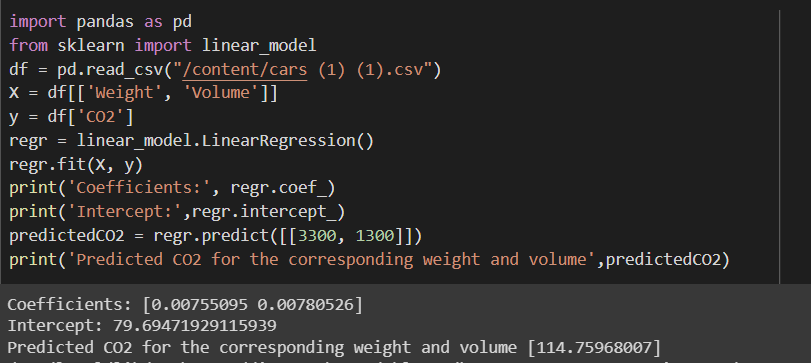 import pandas as pd
from sklearn import linear_model
df = pd.read_csv("/content/cars (1) (1).csv")
X = df[['Weight', 'Volume']]
y = df['CO2']
regr = linear_model.LinearRegression()
regr.fit(X, y)
print('Coefficients:', regr.coef_)
print('Intercept:',regr.intercept_)
predictedCO2 = regr.predict([[3300, 1300]])
print('Predicted CO2 for the corresponding weight and volume',predictedCO2)
Coefficients: [0.00755095 0.00780526]
Intercept: 79.69471929115939
Predicted CO2 for the corresponding weight and volume [114.75968007]